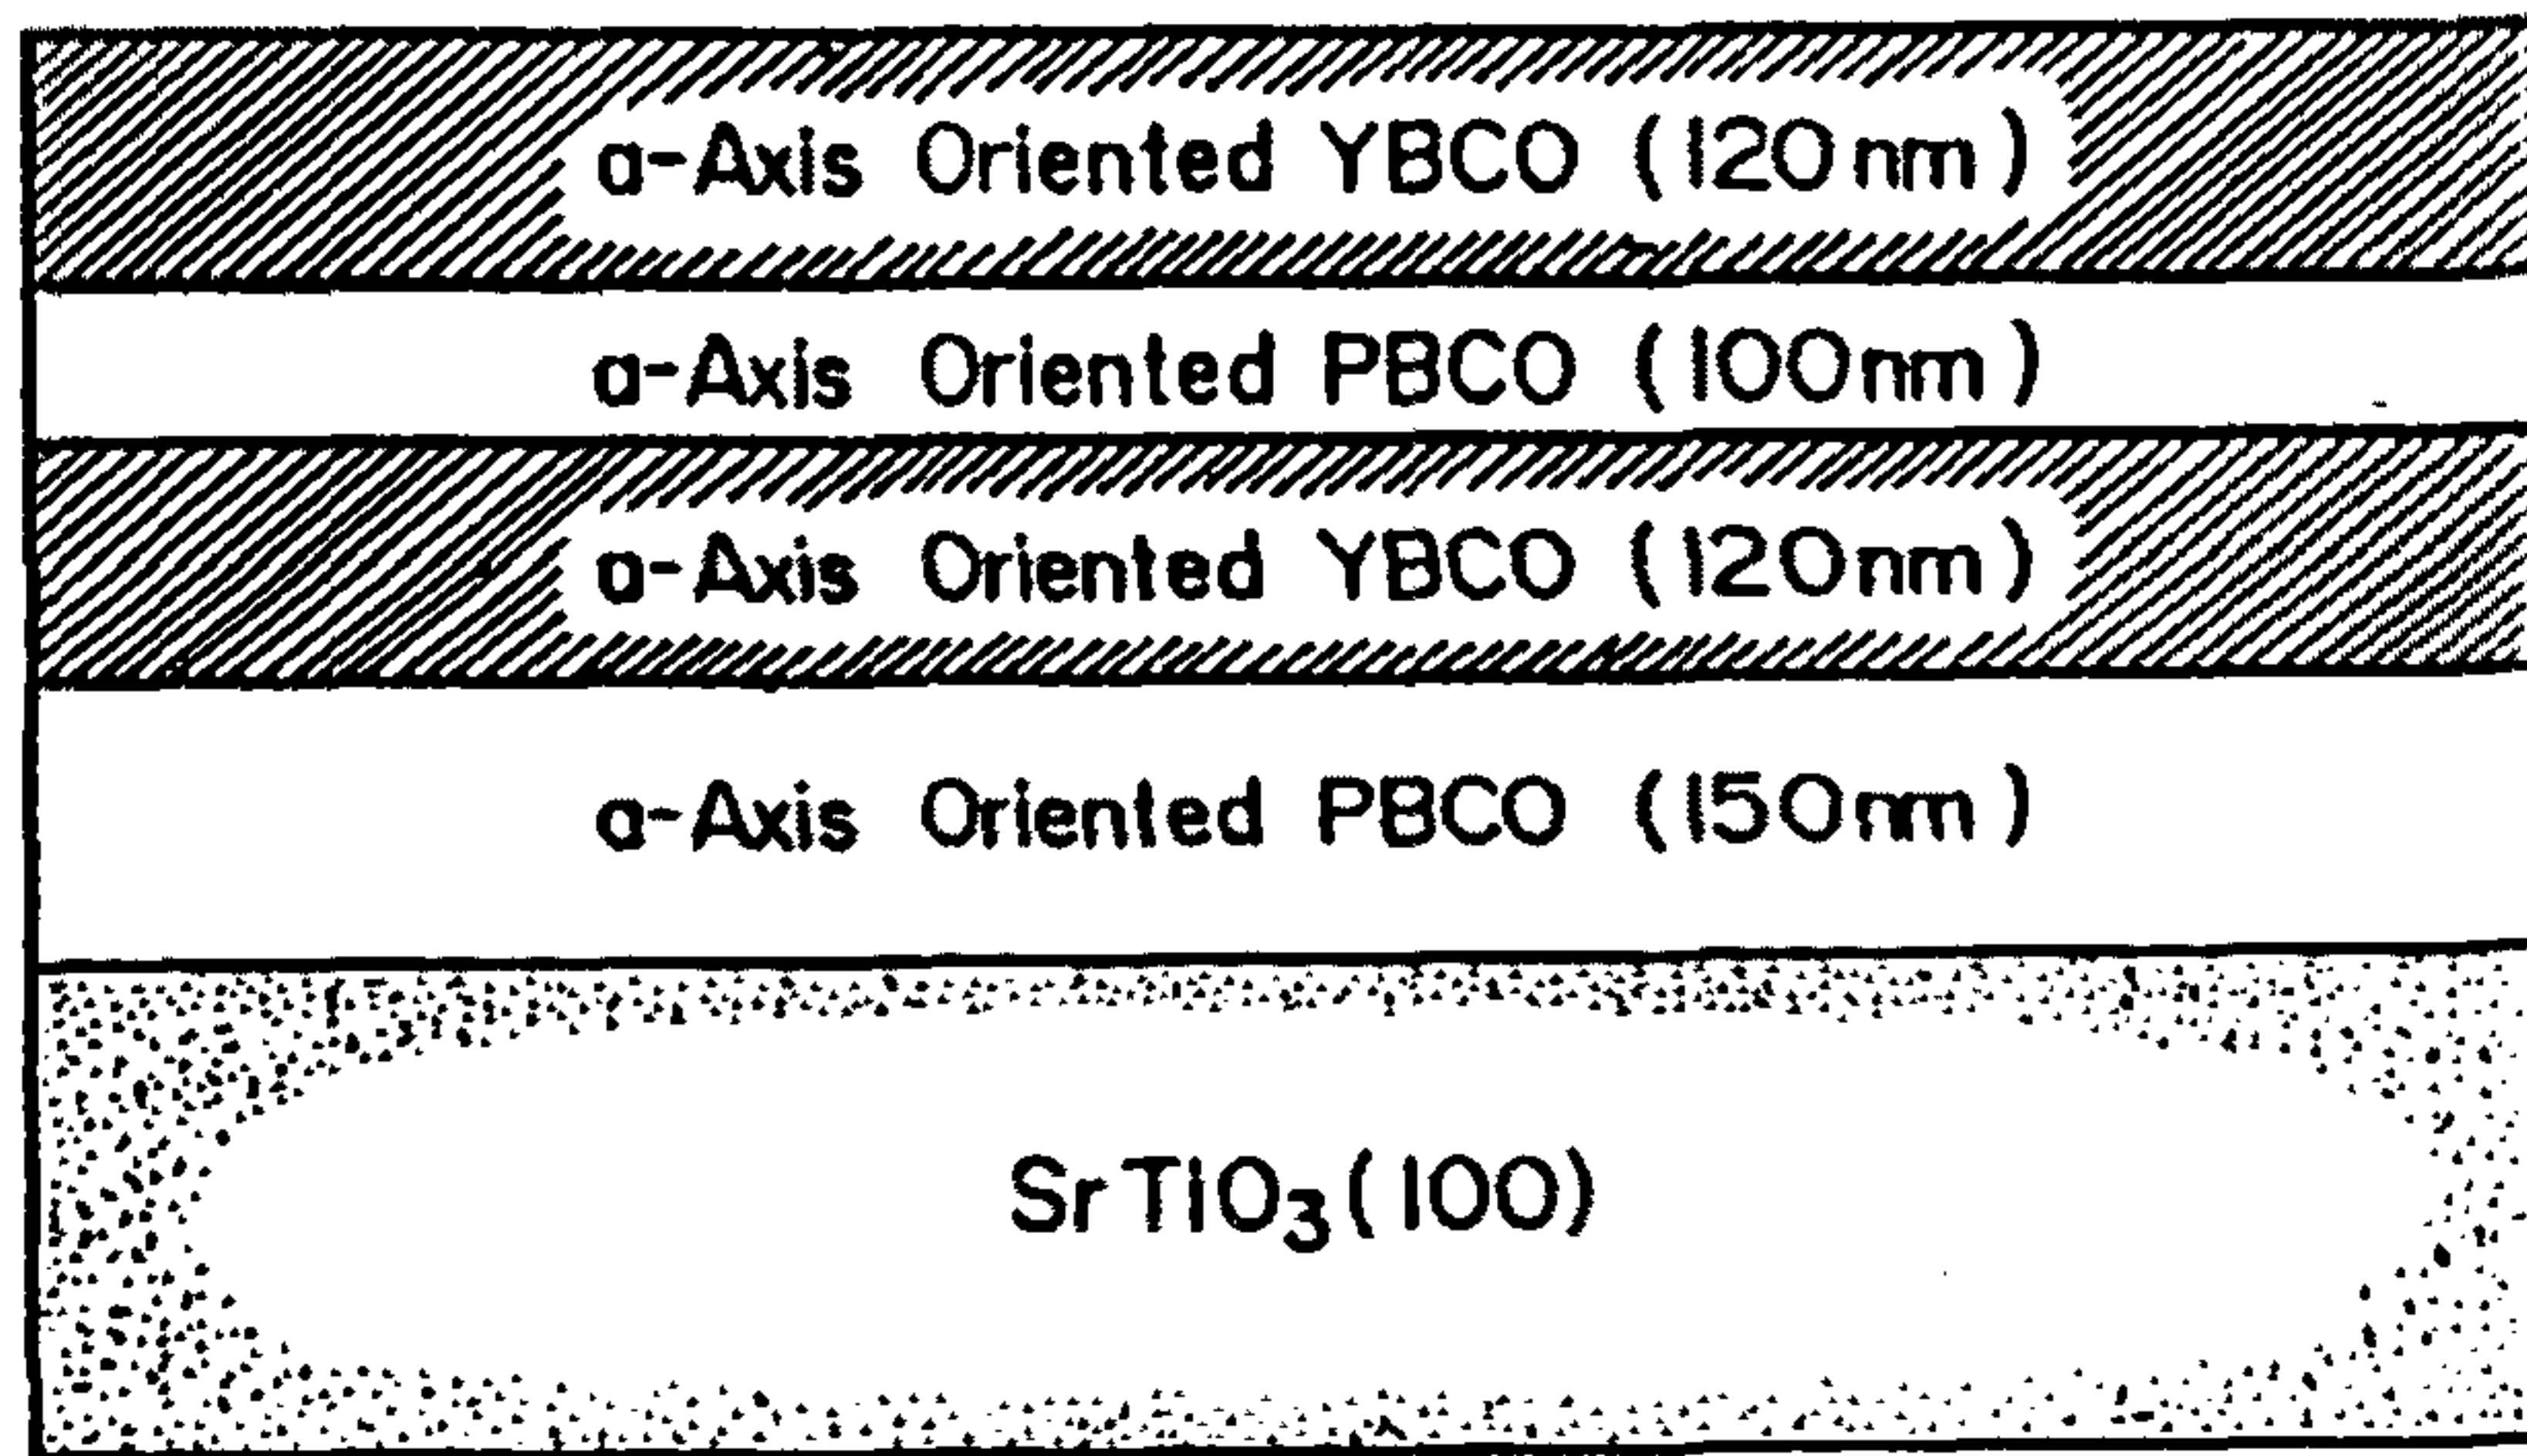 a-Axis Oriented YBCO (120nm)
a-Axis Oriented PBCO (100nm)
a-Axis Oriented YBCO (120nm)
a-Axis Oriented PBCO (150nm)
SrTiO₃(100)